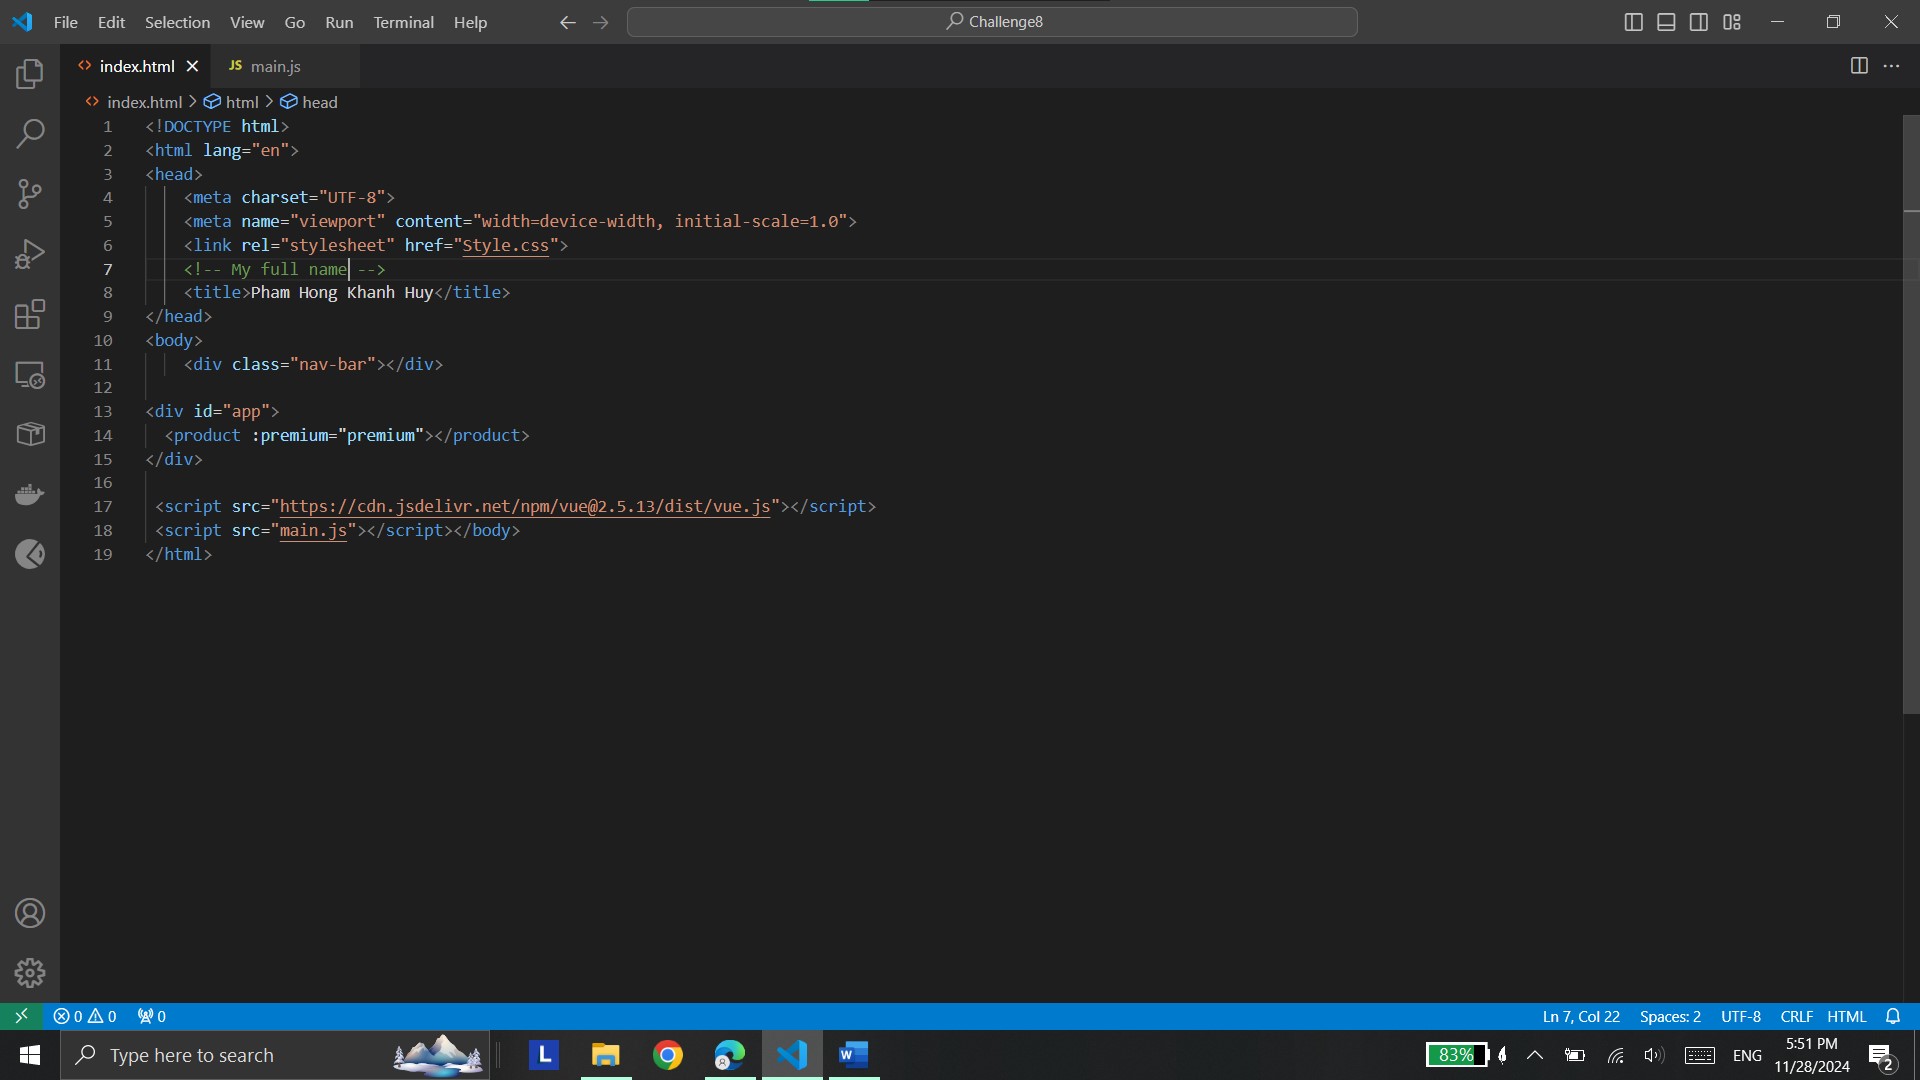 File Edit Selection View Go Run Terminal Help
Challenge8
index.html
JS main.js
index.html > html > head
1 <!DOCTYPE html>
2 <html lang="en">
3 <head>
4     <meta charset="UTF-8">
5     <meta name="viewport" content="width=device-width, initial-scale=1.0">
6     <link rel="stylesheet" href="Style.css">
7     <!-- My full name -->
8     <title>Pham Hong Khanh Huy</title>
9 </head>
10 <body>
11     <div class="nav-bar"></div>
12
13 <div id="app">
14   <product :premium="premium"></product>
15 </div>
16
17  <script src="https://cdn.jsdelivr.net/npm/vue@2.5.13/dist/vue.js"></script>
18  <script src="main.js"></script></body>
19 </html>
0 0 0
Ln 7, Col 22 Spaces: 2 UTF-8 CRLF HTML
Type here to search
L
W
83%
ENG
5:51 PM
11/28/2024
2